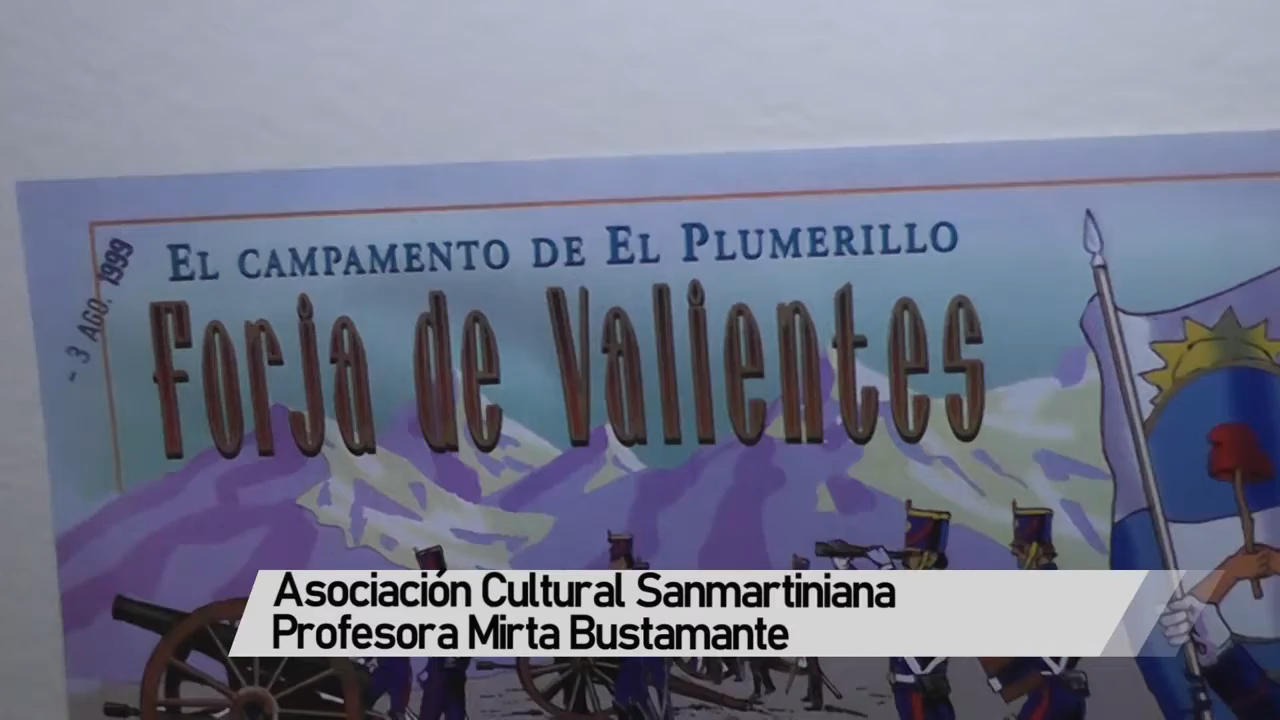 - 3 AGO. 1999
EL CAMPAMENTO DE EL PLUMERILLO
Forja de Valientes
Asociación Cultural Sanmartiniana
Profesora Mirta Bustamante